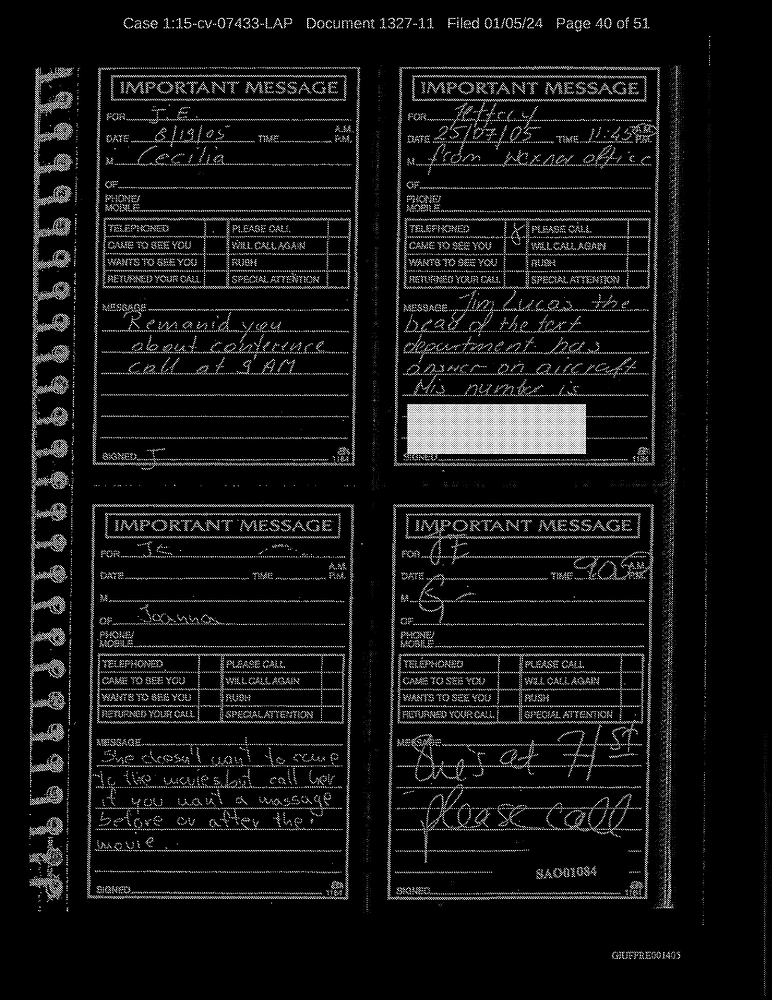 Case 1:15-cv-07433-LAP Document 1327-11 Filed 01/05/24 Page 40 of 51
IMPORTANT MESSAGE
FOR J.E.
DATE 8/19/05 TIME A.M. P.M.
M Cecilia
OF
PHONE/
MOBILE
TELEPHONED PLEASE CALL
CAME TO SEE YOU WILL CALL AGAIN
WANTS TO SEE YOU RUSH
RETURNED YOUR CALL SPECIAL ATTENTION
MESSAGE
Remanid you
about conference
call at 9 AM
SIGNED J 1184
IMPORTANT MESSAGE
FOR Jeffrey
DATE 25/07/05 TIME 11:45 A.M. P.M.
M from Wexner office
OF
PHONE/
MOBILE
TELEPHONED X PLEASE CALL
CAME TO SEE YOU WILL CALL AGAIN
WANTS TO SEE YOU RUSH
RETURNED YOUR CALL SPECIAL ATTENTION
MESSAGE Jim Lucas the
head of the
department has
answer on aircraft
His number is
SIGNED 1184
IMPORTANT MESSAGE
FOR JE
DATE TIME A.M. P.M.
M
OF Joanna
PHONE/
MOBILE
TELEPHONED PLEASE CALL
CAME TO SEE YOU WILL CALL AGAIN
WANTS TO SEE YOU RUSH
RETURNED YOUR CALL SPECIAL ATTENTION
MESSAGE
She doesn't want to come
to the movies, but call her
if you want a massage
before or after the
movie.
SIGNED 1184
IMPORTANT MESSAGE
FOR JE
DATE TIME A.M. P.M.
M G-
OF
PHONE/
MOBILE
TELEPHONED PLEASE CALL
CAME TO SEE YOU WILL CALL AGAIN
WANTS TO SEE YOU RUSH
RETURNED YOUR CALL SPECIAL ATTENTION
MESSAGE
She's at 71st
please call
SAO01084
SIGNED 1184
GIUFFRE001405